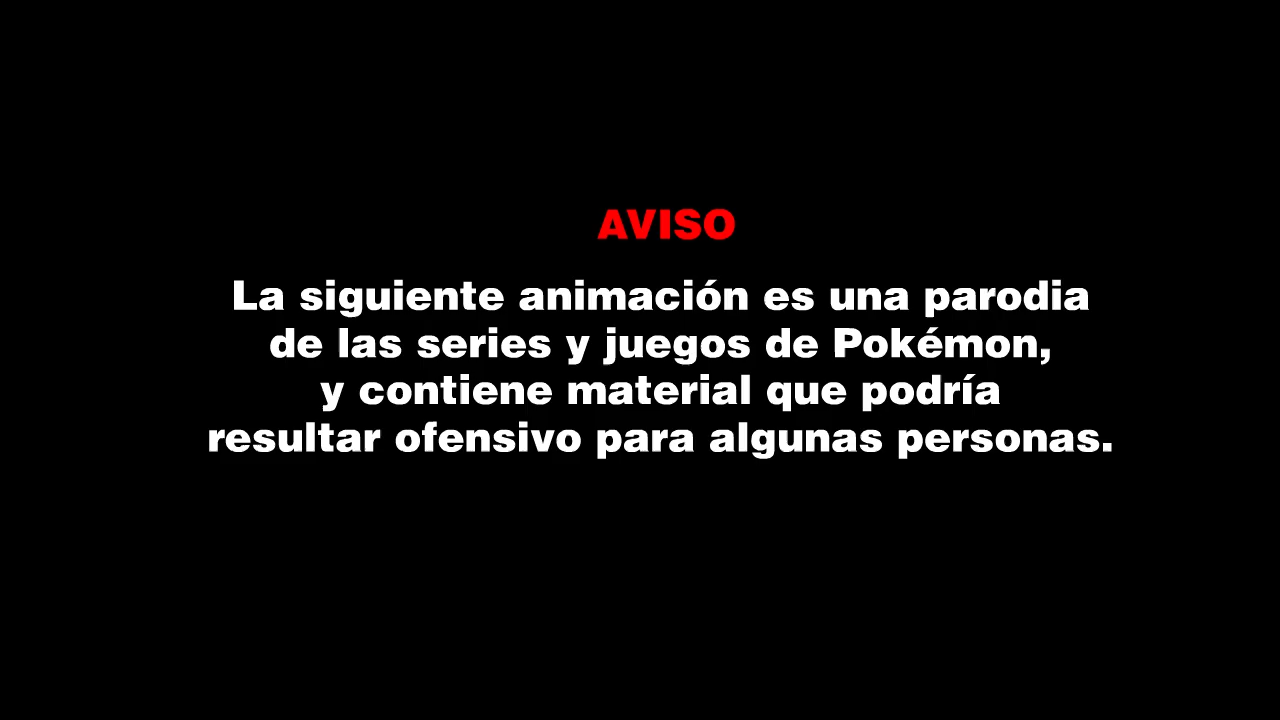 AVISO
La siguiente animación es una parodia
de las series y juegos de Pokémon,
y contiene material que podría
resultar ofensivo para algunas personas.